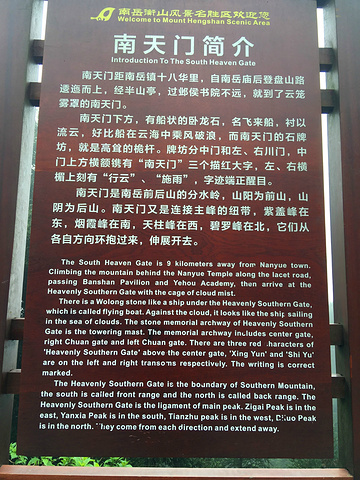 南岳衡山风景名胜区欢迎您
Welcome to Mount Hengshan Scenic Area
南天门简介
Introduction To The South Heaven Gate
南天门距南岳镇十八华里，自南岳庙后登盘山路
逶迤而上，经半山亭，过邺侯书院不远，就到了云笼
雾罩的南天门。
南天门下方，有船状的卧龙石，名飞来船，衬以
流云，好比船在云海中乘风破浪，而南天门的石牌
坊，就是高耸的桅杆。牌坊分中门和左、右川门，中
门上方横额镌有“南天门”三个描红大字，左、右横
楣上刻有“行云”、“施雨”，字迹端正醒目。
南天门是南岳前后山的分水岭，山阳为前山，山
阴为后山。南天门又是连接主峰的纽带，紫盖峰在
东，烟霞峰在南，天柱峰在西，碧罗峰在北，它们从
各自方向环抱过来，伸展开去。
The South Heaven Gate is 9 kilometers away from Nanyue town.
Climbing the mountain behind the Nanyue Temple along the lacet road,
passing Banshan Pavilion and Yehou Academy, then arrive at the
Heavenly Southern Gate with the cage of cloud mist.
There is a Wolong stone like a ship under the Heavenly Southern Gate,
which is called flying boat. Against the cloud, it looks like the ship sailing
in the sea of clouds. The stone memorial archway of Heavenly Southern
Gate is the towering mast. The memorial archway includes center gate,
right Chuan gate and left Chuan gate. There are three red characters of
'Heavenly Southern Gate' above the center gate, 'Xing Yun' and 'Shi Yu'
are on the left and right transoms respectively. The writing is correct
marked.
The Heavenly Southern Gate is the boundary of Southern Mountain,
the south is called front range and the north is called back range. The
Heavenly Southern Gate is the ligament of main peak. Zigai Peak is in the
east, Yanxia Peak is in the south, Tianzhu peak is in the west, Peak
is in the north. They come from each direction and extend away.